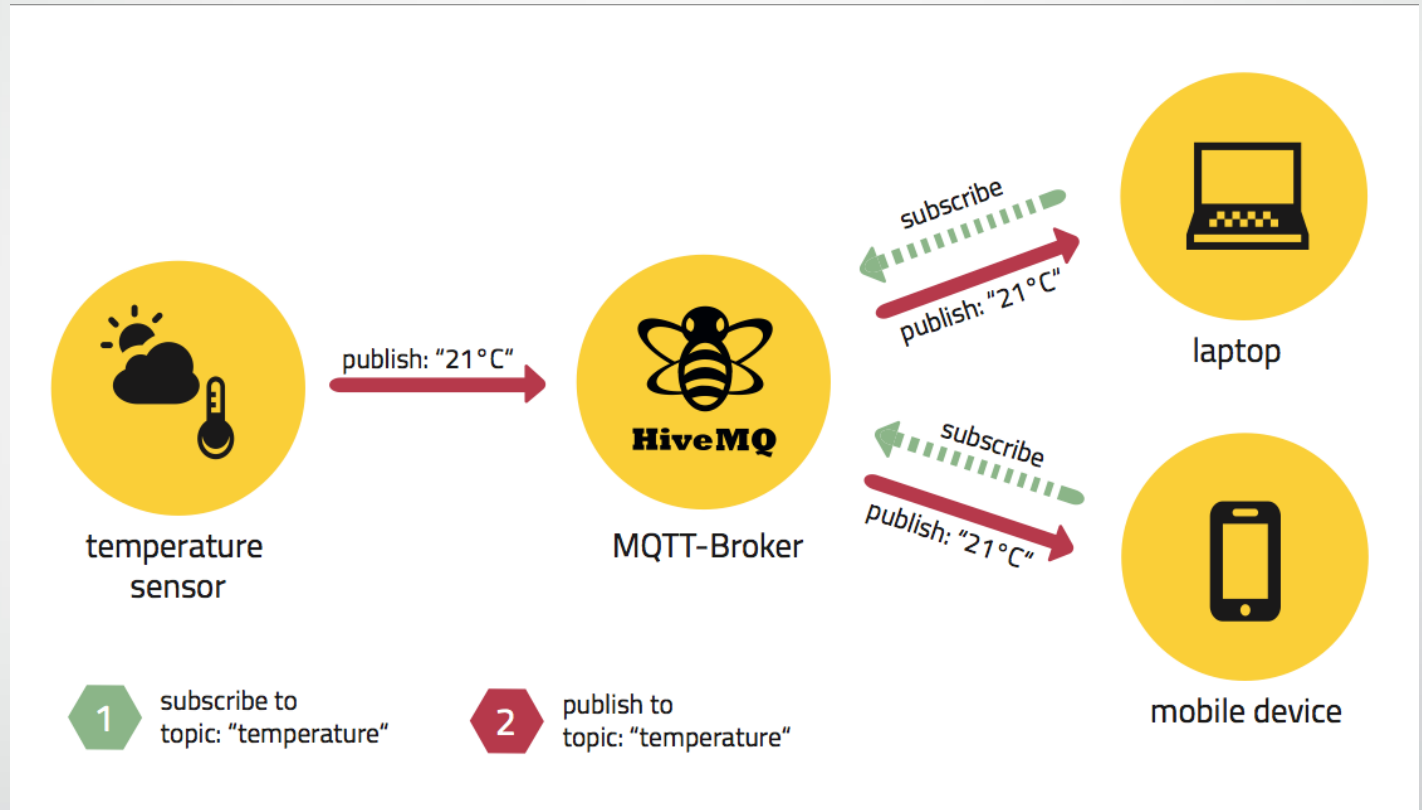 subscribe
publish: “21°C“
laptop
publish: “21°C“
HiveMQ
subscribe
publish: “21°C“
temperature
sensor
MQTT-Broker
mobile device
1
subscribe to
topic: “temperature“
2
publish to
topic: “temperature“